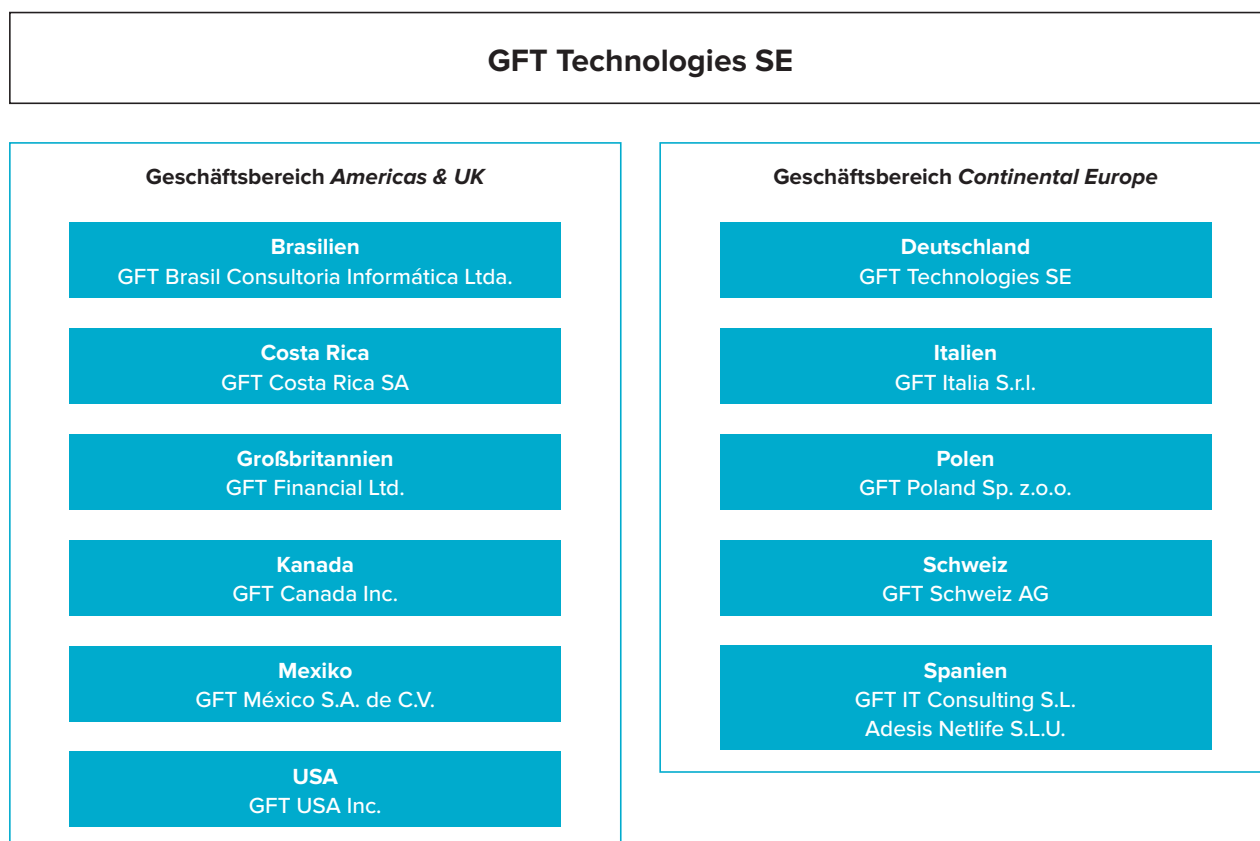 GFT Technologies SE
Geschäftsbereich Americas & UK
Brasilien
GFT Brasil Consultoria Informática Ltda.
Costa Rica
GFT Costa Rica SA
Großbritannien
GFT Financial Ltd.
Kanada
GFT Canada Inc.
Mexiko
GFT México S.A. de C.V.
USA
GFT USA Inc.
Geschäftsbereich Continental Europe
Deutschland
GFT Technologies SE
Italien
GFT Italia S.r.l.
Polen
GFT Poland Sp. z.o.o.
Schweiz
GFT Schweiz AG
Spanien
GFT IT Consulting S.L.
Adesis Netlife S.L.U.